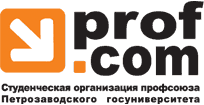 prof
.com
Студенческая организация профсоюза
Петрозаводского госуниверситета